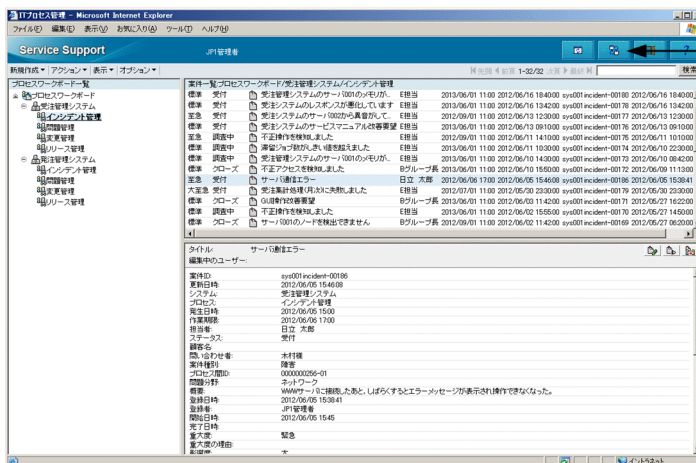 ITプロセス管理 - Microsoft Internet Explorer
ファイル(F) 編集(E) 表示(V) お気に入り(A) ツール(T) ヘルプ(H)
Service Support JP1管理者
新規作成▼ アクション▼ 表示▼ オプション▼ 先頭 前頁 1-32/32 次頁 最終 検索
プロセスワークボード一覧
プロセスワークボード
受注管理システム
インシデント管理
問題管理
変更管理
リリース管理
発注管理システム
インシデント管理
問題管理
変更管理
リリース管理
案件一覧:プロセスワークボード/受注管理システム/インシデント管理
標準 受付 受注管理システムのサーバ001のメモリが... E担当 2013/06/01 11:00 2012/06/16 18:40:00 sys001incident-00180 2012/06/16 18:40:00
標準 受付 受注システムのレスポンスが悪化しています E担当 2013/06/01 11:00 2012/06/16 13:42:00 sys001incident-00178 2012/06/16 13:42:00
至急 受付 受注システムのサーバ002から異音がして... E担当 2013/06/01 11:00 2012/06/13 12:30:00 sys001incident-00177 2012/06/13 12:30:00
標準 受付 受注システムのサービスマニュアル改善要望 E担当 2013/06/01 11:00 2012/06/13 09:10:00 sys001incident-00176 2012/06/13 09:10:00
至急 調査中 不正操作を検知しました E担当 2012/09/01 11:00 2012/06/11 14:10:00 sys001incident-00175 2012/06/11 10:10:00
標準 調査中 滞留ジョブ数がしきい値を超えました E担当 2012/09/01 11:00 2012/06/11 10:30:00 sys001incident-00174 2012/06/10 22:30:00
標準 受付 受注管理システムのサーバ001のメモリが... E担当 2013/06/01 11:00 2012/06/10 14:30:00 sys001incident-00173 2012/06/10 08:42:00
標準 クローズ 不正アクセスを検知しました Bグループ長 2013/06/01 11:00 2012/06/10 15:50:00 sys001incident-00172 2012/06/09 11:13:00
至急 受付 サーバ通信エラー 日立 太郎 2012/06/06 17:00 2012/06/05 15:46:08 sys001incident-00186 2012/06/05 15:38:41
大至急 受付 受注集計処理(月次)に失敗しました E担当 2012/07/01 11:00 2012/05/30 23:30:00 sys001incident-00179 2012/05/30 23:30:00
標準 クローズ GUI操作改善要望 Bグループ長 2013/06/01 11:00 2012/06/03 11:42:00 sys001incident-00171 2012/05/27 16:22:00
標準 調査中 不正操作を検知しました E担当 2013/06/01 11:00 2012/06/02 15:55:00 sys001incident-00170 2012/05/27 14:50:00
標準 クローズ サーバ001のノードを検出できません Bグループ長 2013/06/01 11:00 2012/06/02 11:42:00 sys001incident-00169 2012/05/27 06:20:00
タイトル: サーバ通信エラー
編集中のユーザー:
案件ID: sys001incident-00186
更新日時: 2012/06/05 15:46:08
システム: 受注管理システム
プロセス: インシデント管理
発生日時: 2012/06/05 15:00
作業期限: 2012/06/06 17:00
担当者: 日立 太郎
ステータス: 受付
顧客名:
問い合わせ者: 木村様
案件種別: 障害
プロセス間ID: 0000000256-01
問題分野: ネットワーク
概要: WWWサーバに接続したあと、しばらくするとエラーメッセージが表示され操作できなくなった。
登録日時: 2012/06/05 15:38:41
登録者: JP1管理者
開始日時: 2012/06/05 15:45
完了日時:
重大度: 緊急
重大度の理由:
影響度: 大
イントラネット